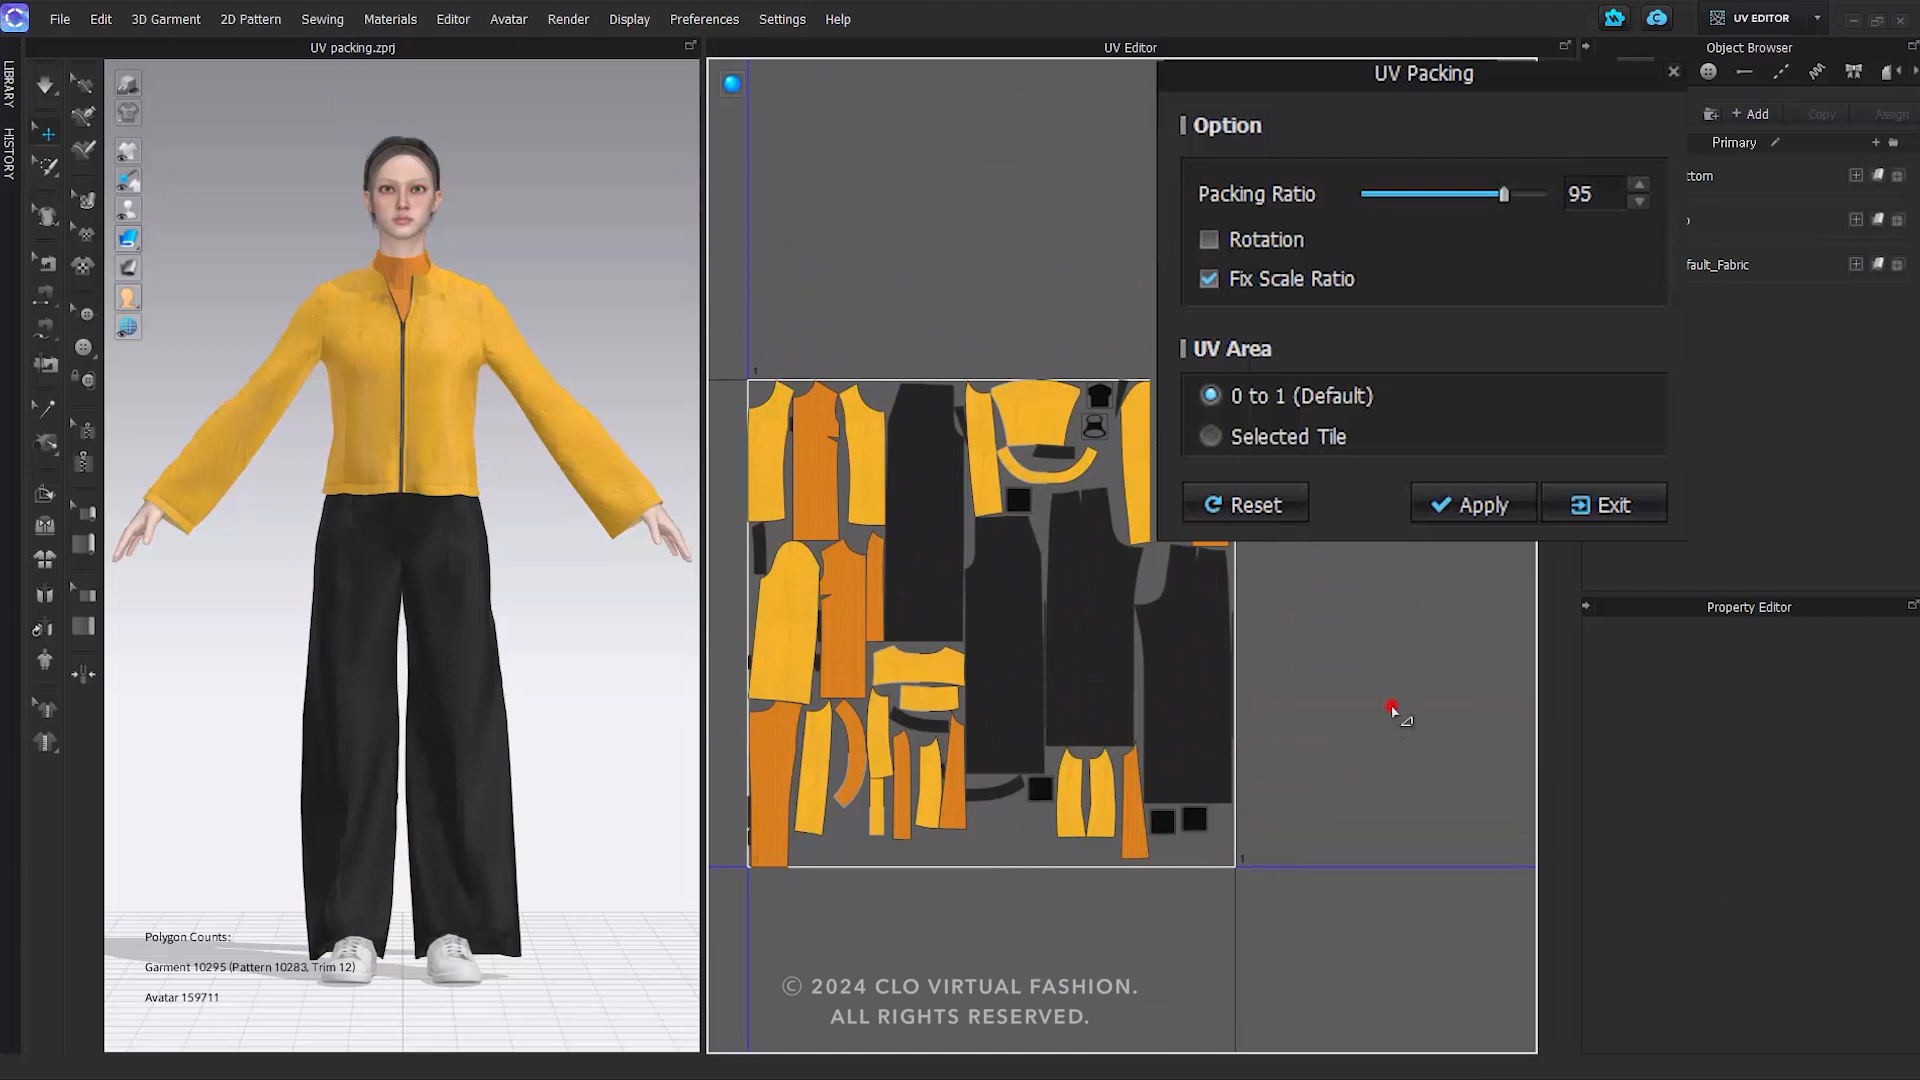 File Edit 3D Garment 2D Pattern Sewing Materials Editor Avatar Render Display Preferences Settings Help
UV EDITOR
UV packing.zprj
UV Editor
Object Browser
LIBRARY
HISTORY
UV Packing
Option
Packing Ratio 95
Rotation
Fix Scale Ratio
UV Area
0 to 1 (Default)
Selected Tile
Reset
Apply
Exit
+ Add
Copy
Assign
Primary
ttom
fault_Fabric
Property Editor
1
1
Polygon Counts:
Garment 10295 (Pattern 10283, Trim 12)
Avatar 159711
© 2024 CLO VIRTUAL FASHION.
ALL RIGHTS RESERVED.